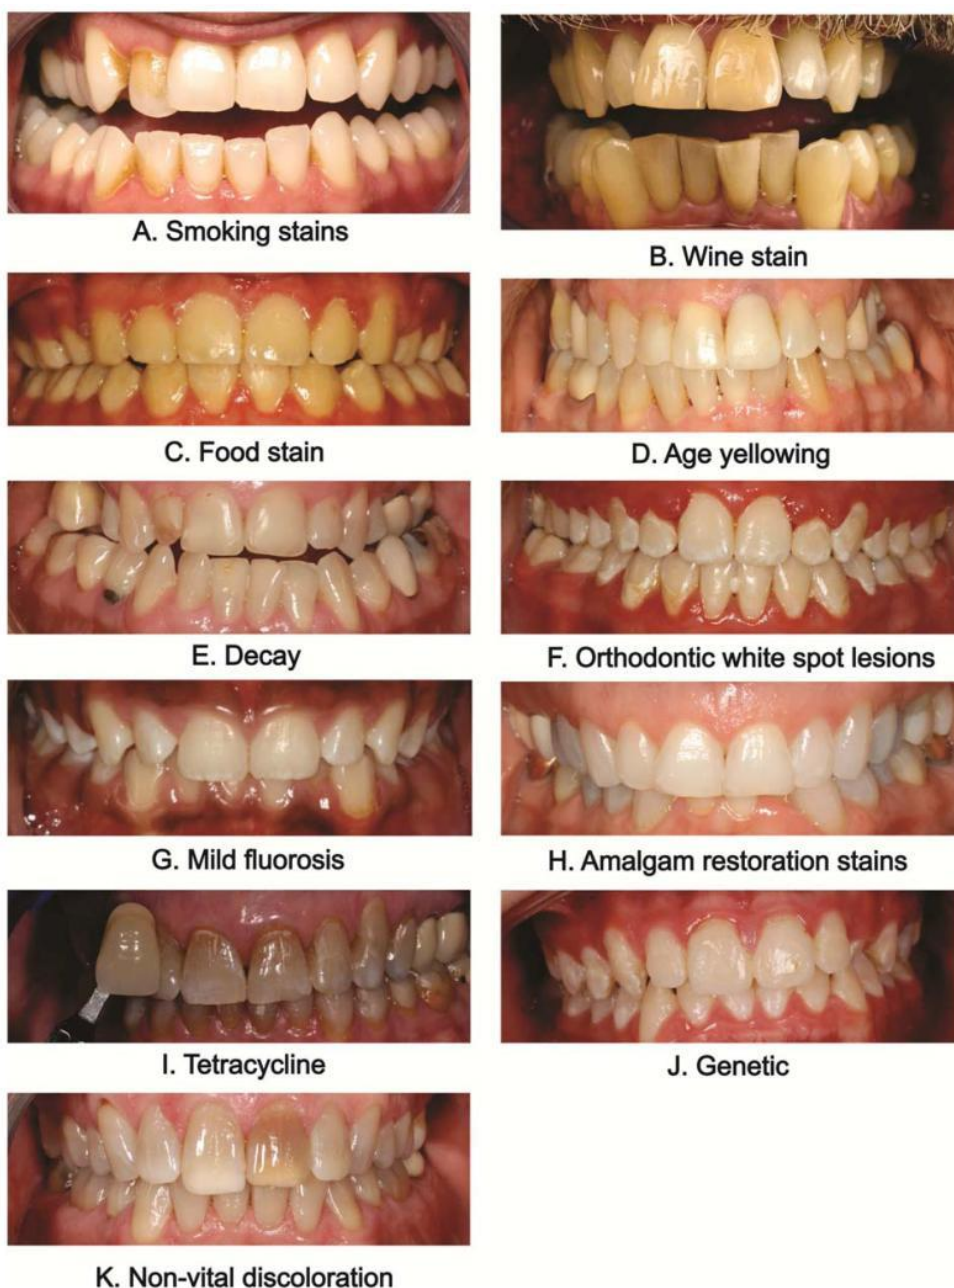 A. Smoking stains
B. Wine stain
C. Food stain
D. Age yellowing
E. Decay
F. Orthodontic white spot lesions
G. Mild fluorosis
H. Amalgam restoration stains
I. Tetracycline
J. Genetic
K. Non-vital discoloration